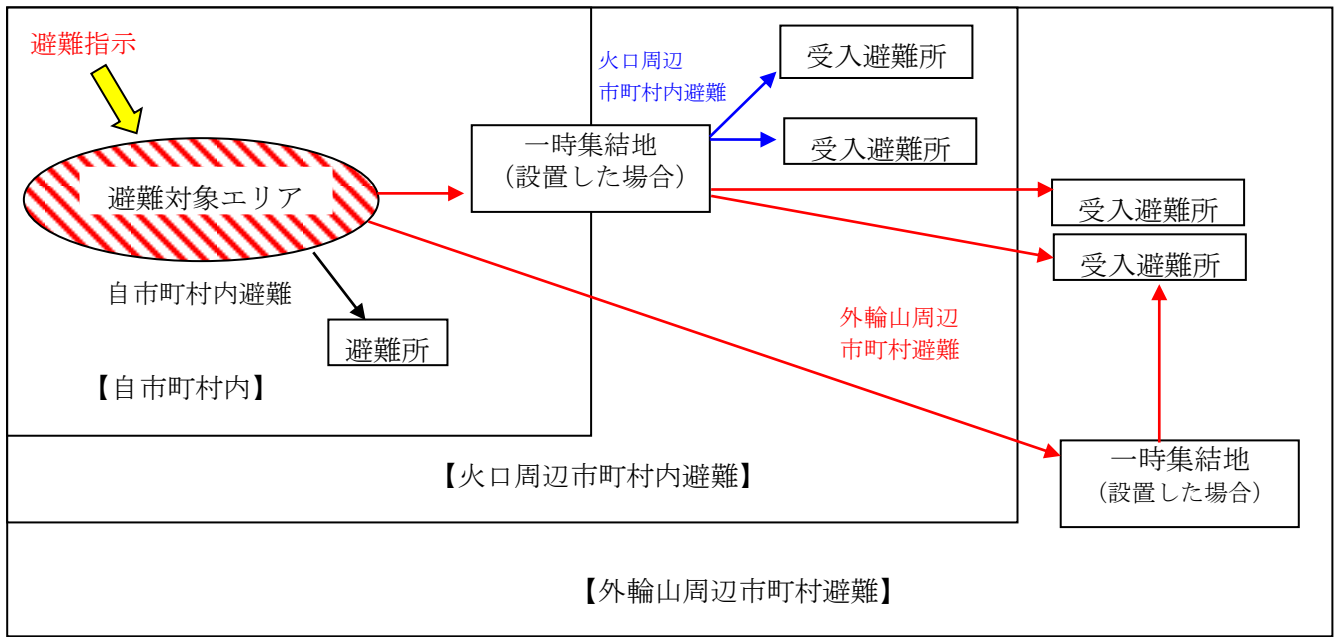 避難指示
火口周辺
市町村内避難
受入避難所
一時集結地
（設置した場合）
受入避難所
避難対象エリア
受入避難所
受入避難所
自市町村内避難
外輪山周辺
市町村避難
避難所
【自市町村内】
一時集結地
（設置した場合）
【火口周辺市町村内避難】
【外輪山周辺市町村避難】